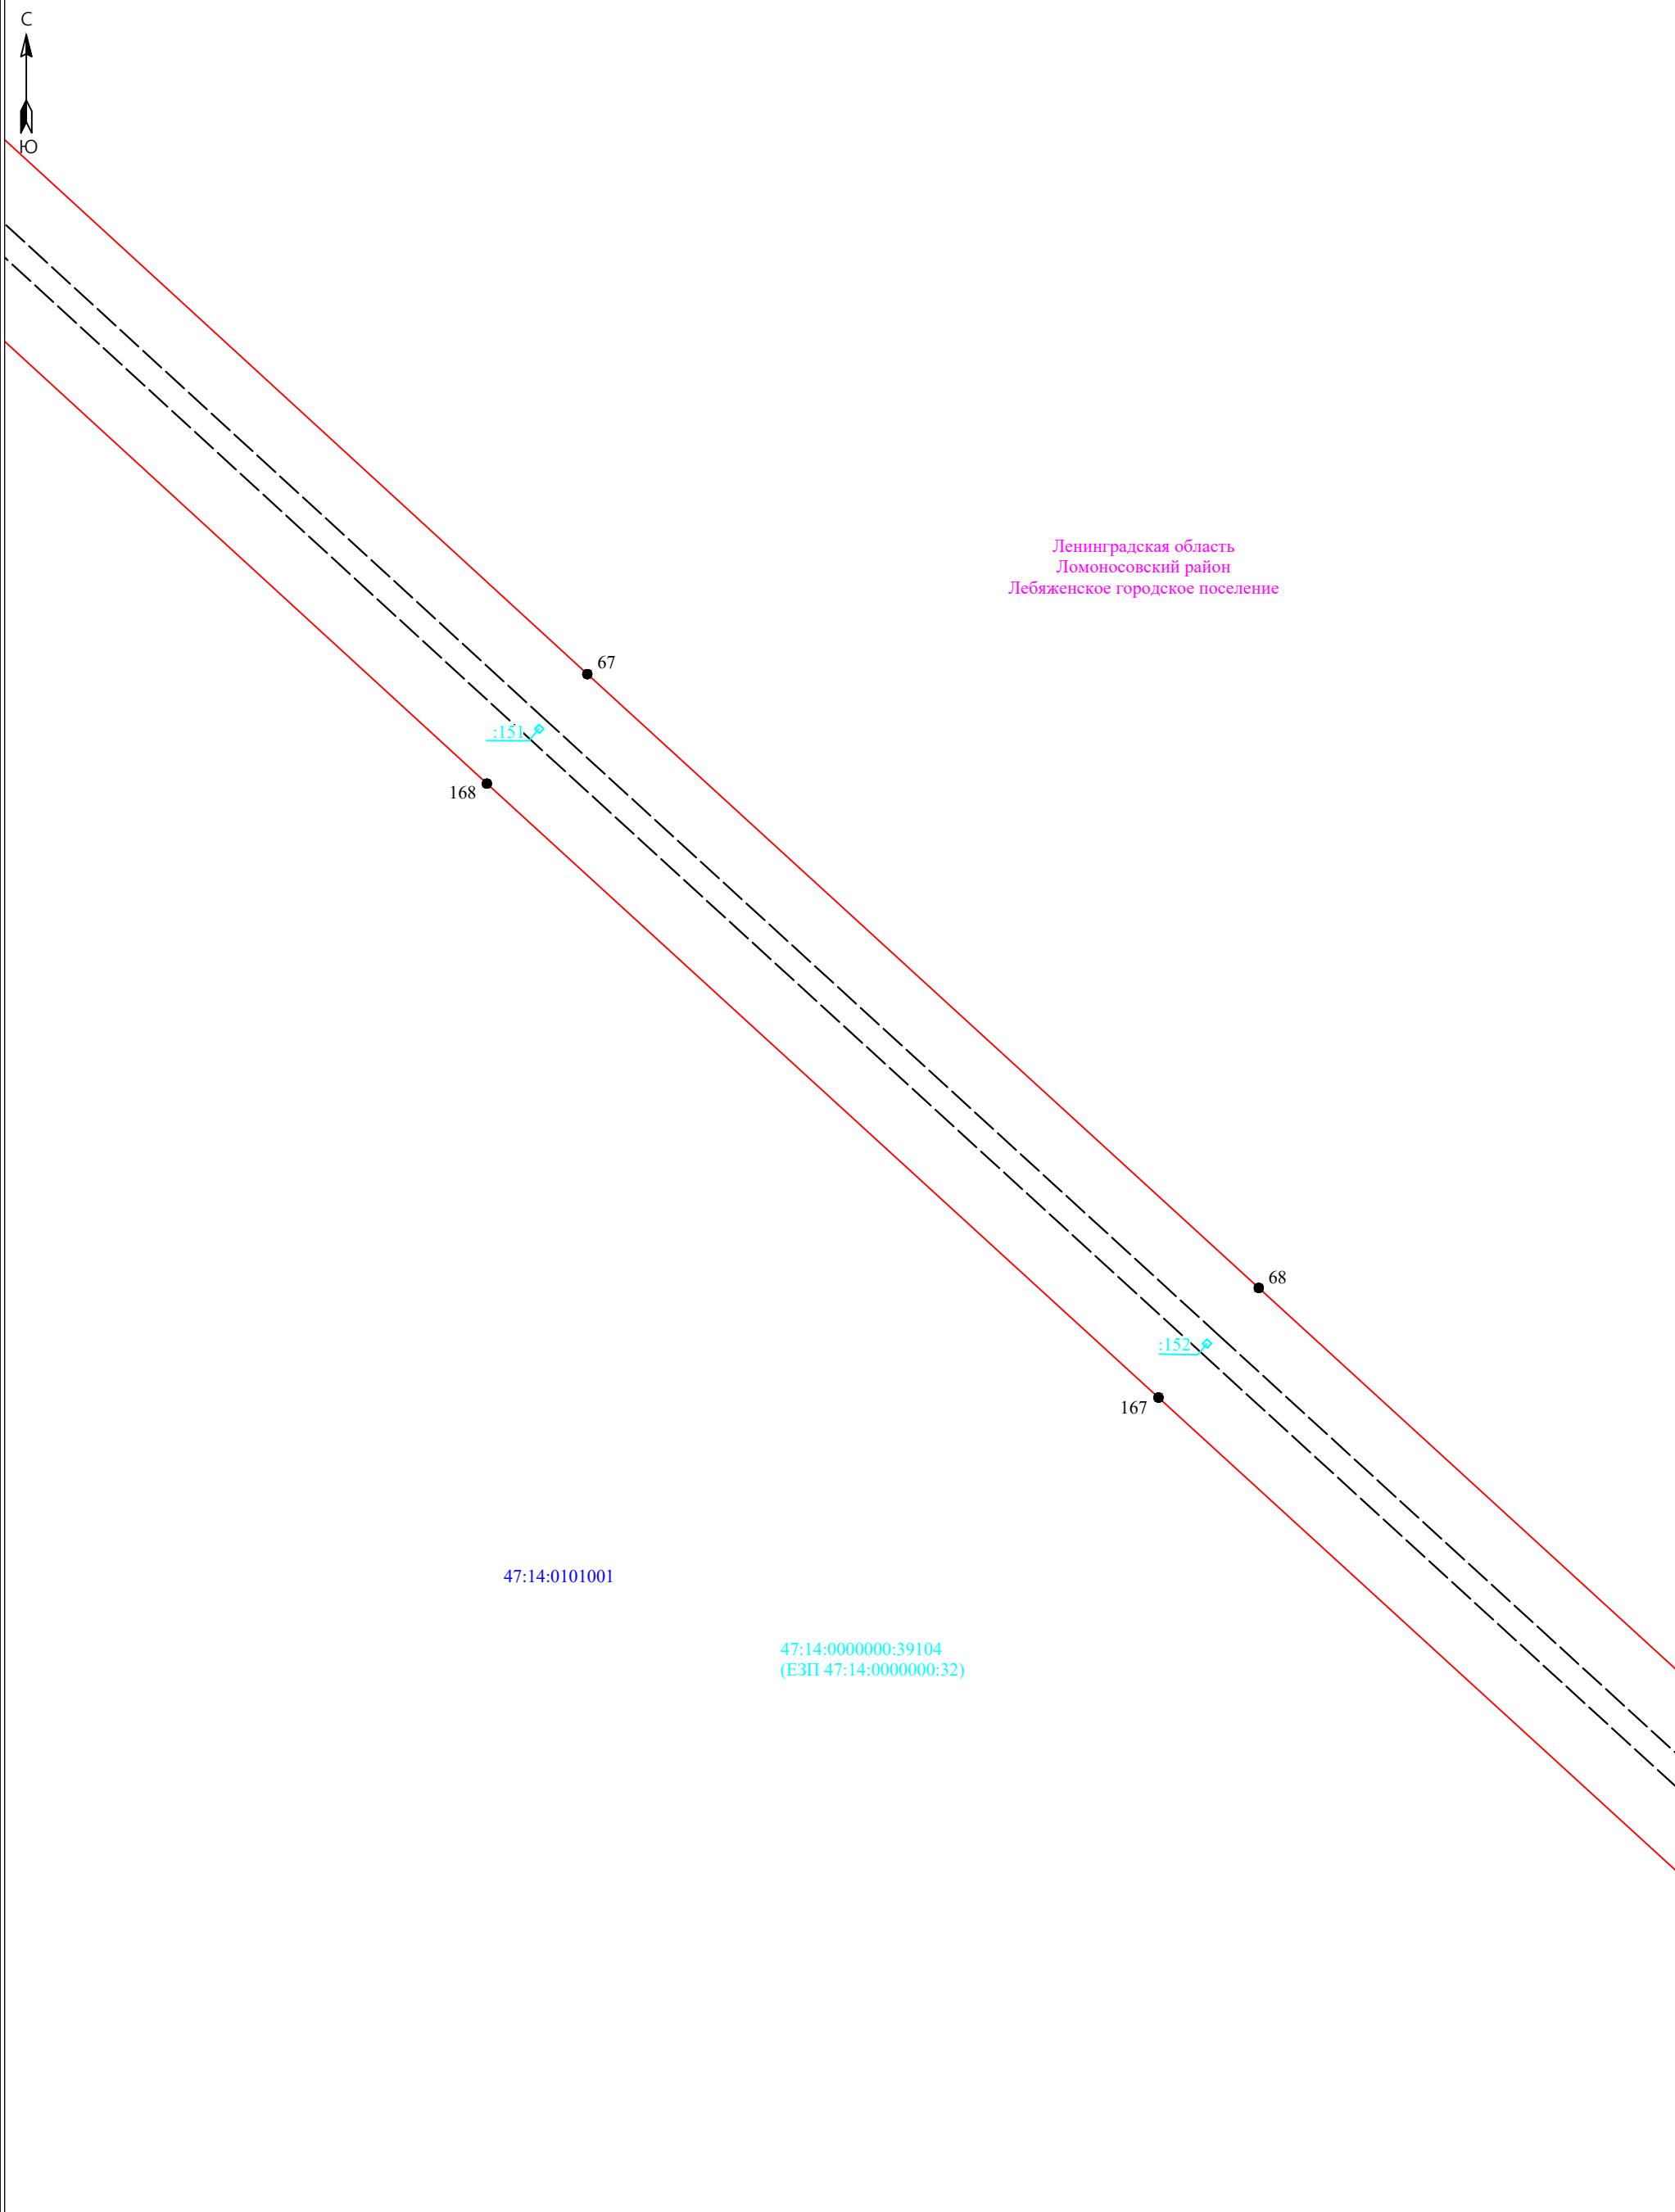 С
Ю
Ленинградская область
Ломоносовский район
Лебяженское городское поселение
67
:151
168
68
:152
167
47:14:0101001
47:14:0000000:39104
(ЕЗП 47:14:0000000:32)